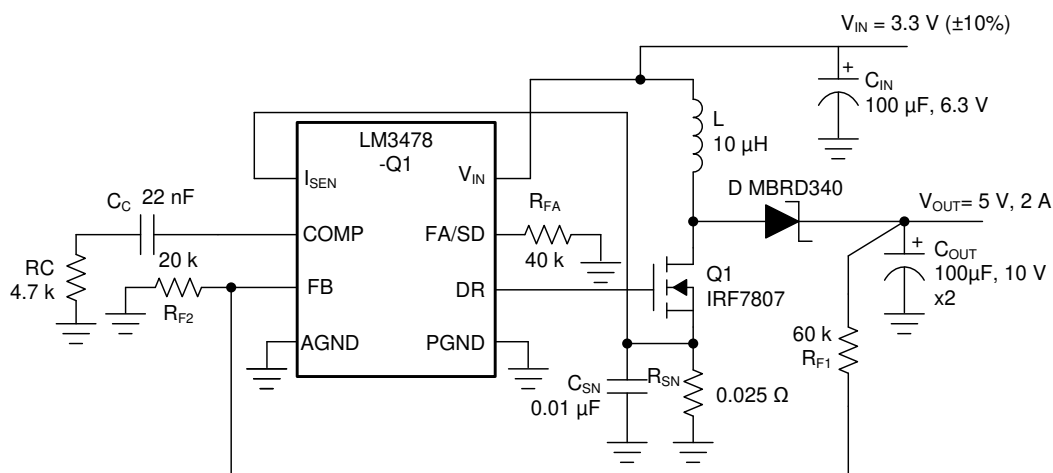 V_IN = 3.3 V (±10%)
+
C_IN
100 µF, 6.3 V
L
10 µH
LM3478
-Q1
I_SEN
V_IN
D MBRD340
V_OUT= 5 V, 2 A
C_C
22 nF
R_FA
COMP
FA/SD
+
C_OUT
100µF, 10 V
x2
RC
4.7 k
20 k
R_F2
40 k
Q1
IRF7807
FB
DR
60 k
R_F1
AGND
PGND
C_SN
0.01 µF
R_SN
0.025 Ω